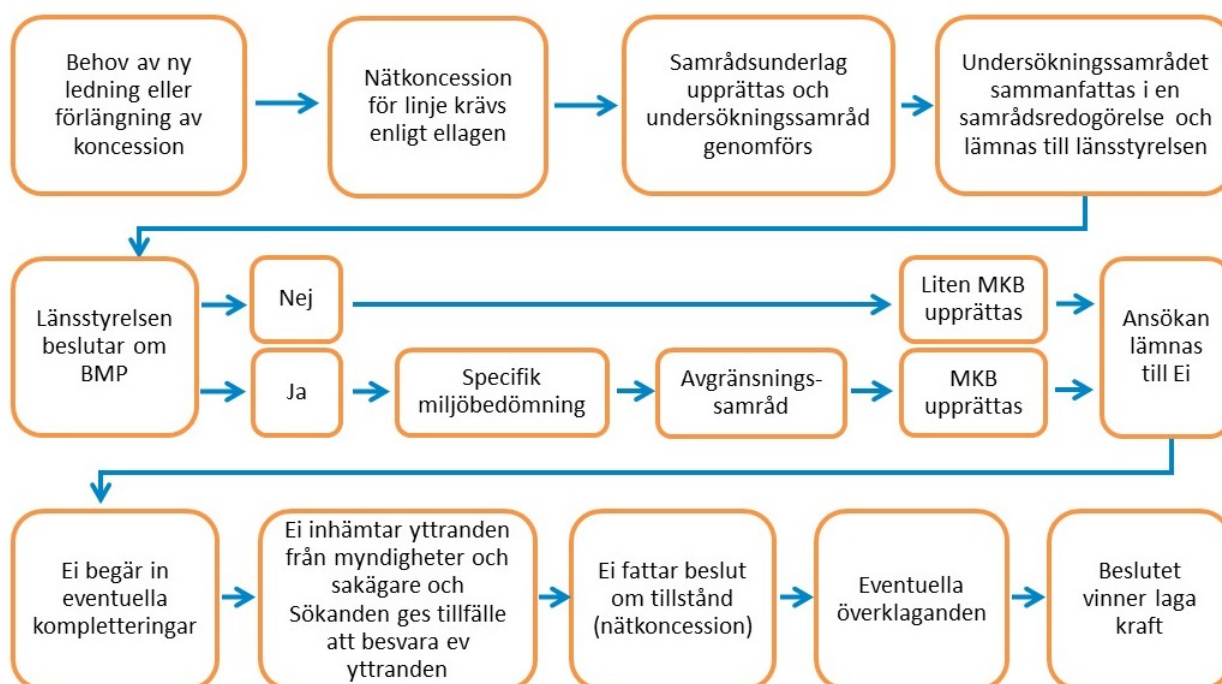 Behov av ny
ledning eller
förlängning av
koncession
Nätkoncession
för linje krävs
enligt ellagen
Samrådsunderlag
upprättas och
undersökningssamråd
genomförs
Undersökningssamrådet
sammanfattas i en
samrådsredogörelse och
lämnas till länsstyrelsen
Länsstyrelsen
beslutar om
BMP
Nej
Liten MKB
upprättas
Ja
Specifik
miljöbedömning
Avgränsnings-
samråd
MKB
upprättas
Ansökan
lämnas
till Ei
Ei begär in
eventuella
kompletteringar
Ei inhämtar yttranden
från myndigheter och
sakägare och
Sökanden ges tillfälle
att besvara ev
yttranden
Ei fattar beslut
om tillstånd
(nätkoncession)
Eventuella
överklaganden
Beslutet
vinner laga
kraft